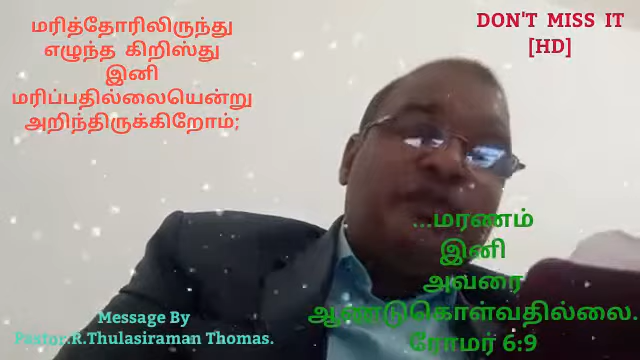 மரித்தோரிலிருந்து
எழுந்த கிறிஸ்து
இனி
மரிப்பதில்லையென்று
அறிந்திருக்கிறோம்;
DON'T MISS IT
[HD]
...மரணம்
இனி
அவரை
ஆண்டுகொள்வதில்லை.
ரோமர் 6:9
Message By
Pastor.R.Thulasiraman Thomas.